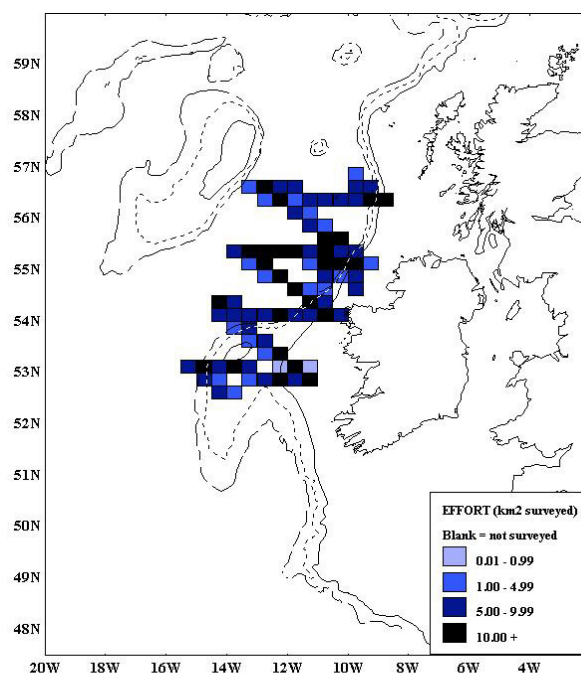 59N
58N
57N
56N
55N
54N
53N
52N
51N
50N
49N
48N
EFFORT (km2 surveyed)
Blank = not surveyed
0.01 - 0.99
1.00 - 4.99
5.00 - 9.99
10.00 +
20W 18W 16W 14W 12W 10W 8W 6W 4W